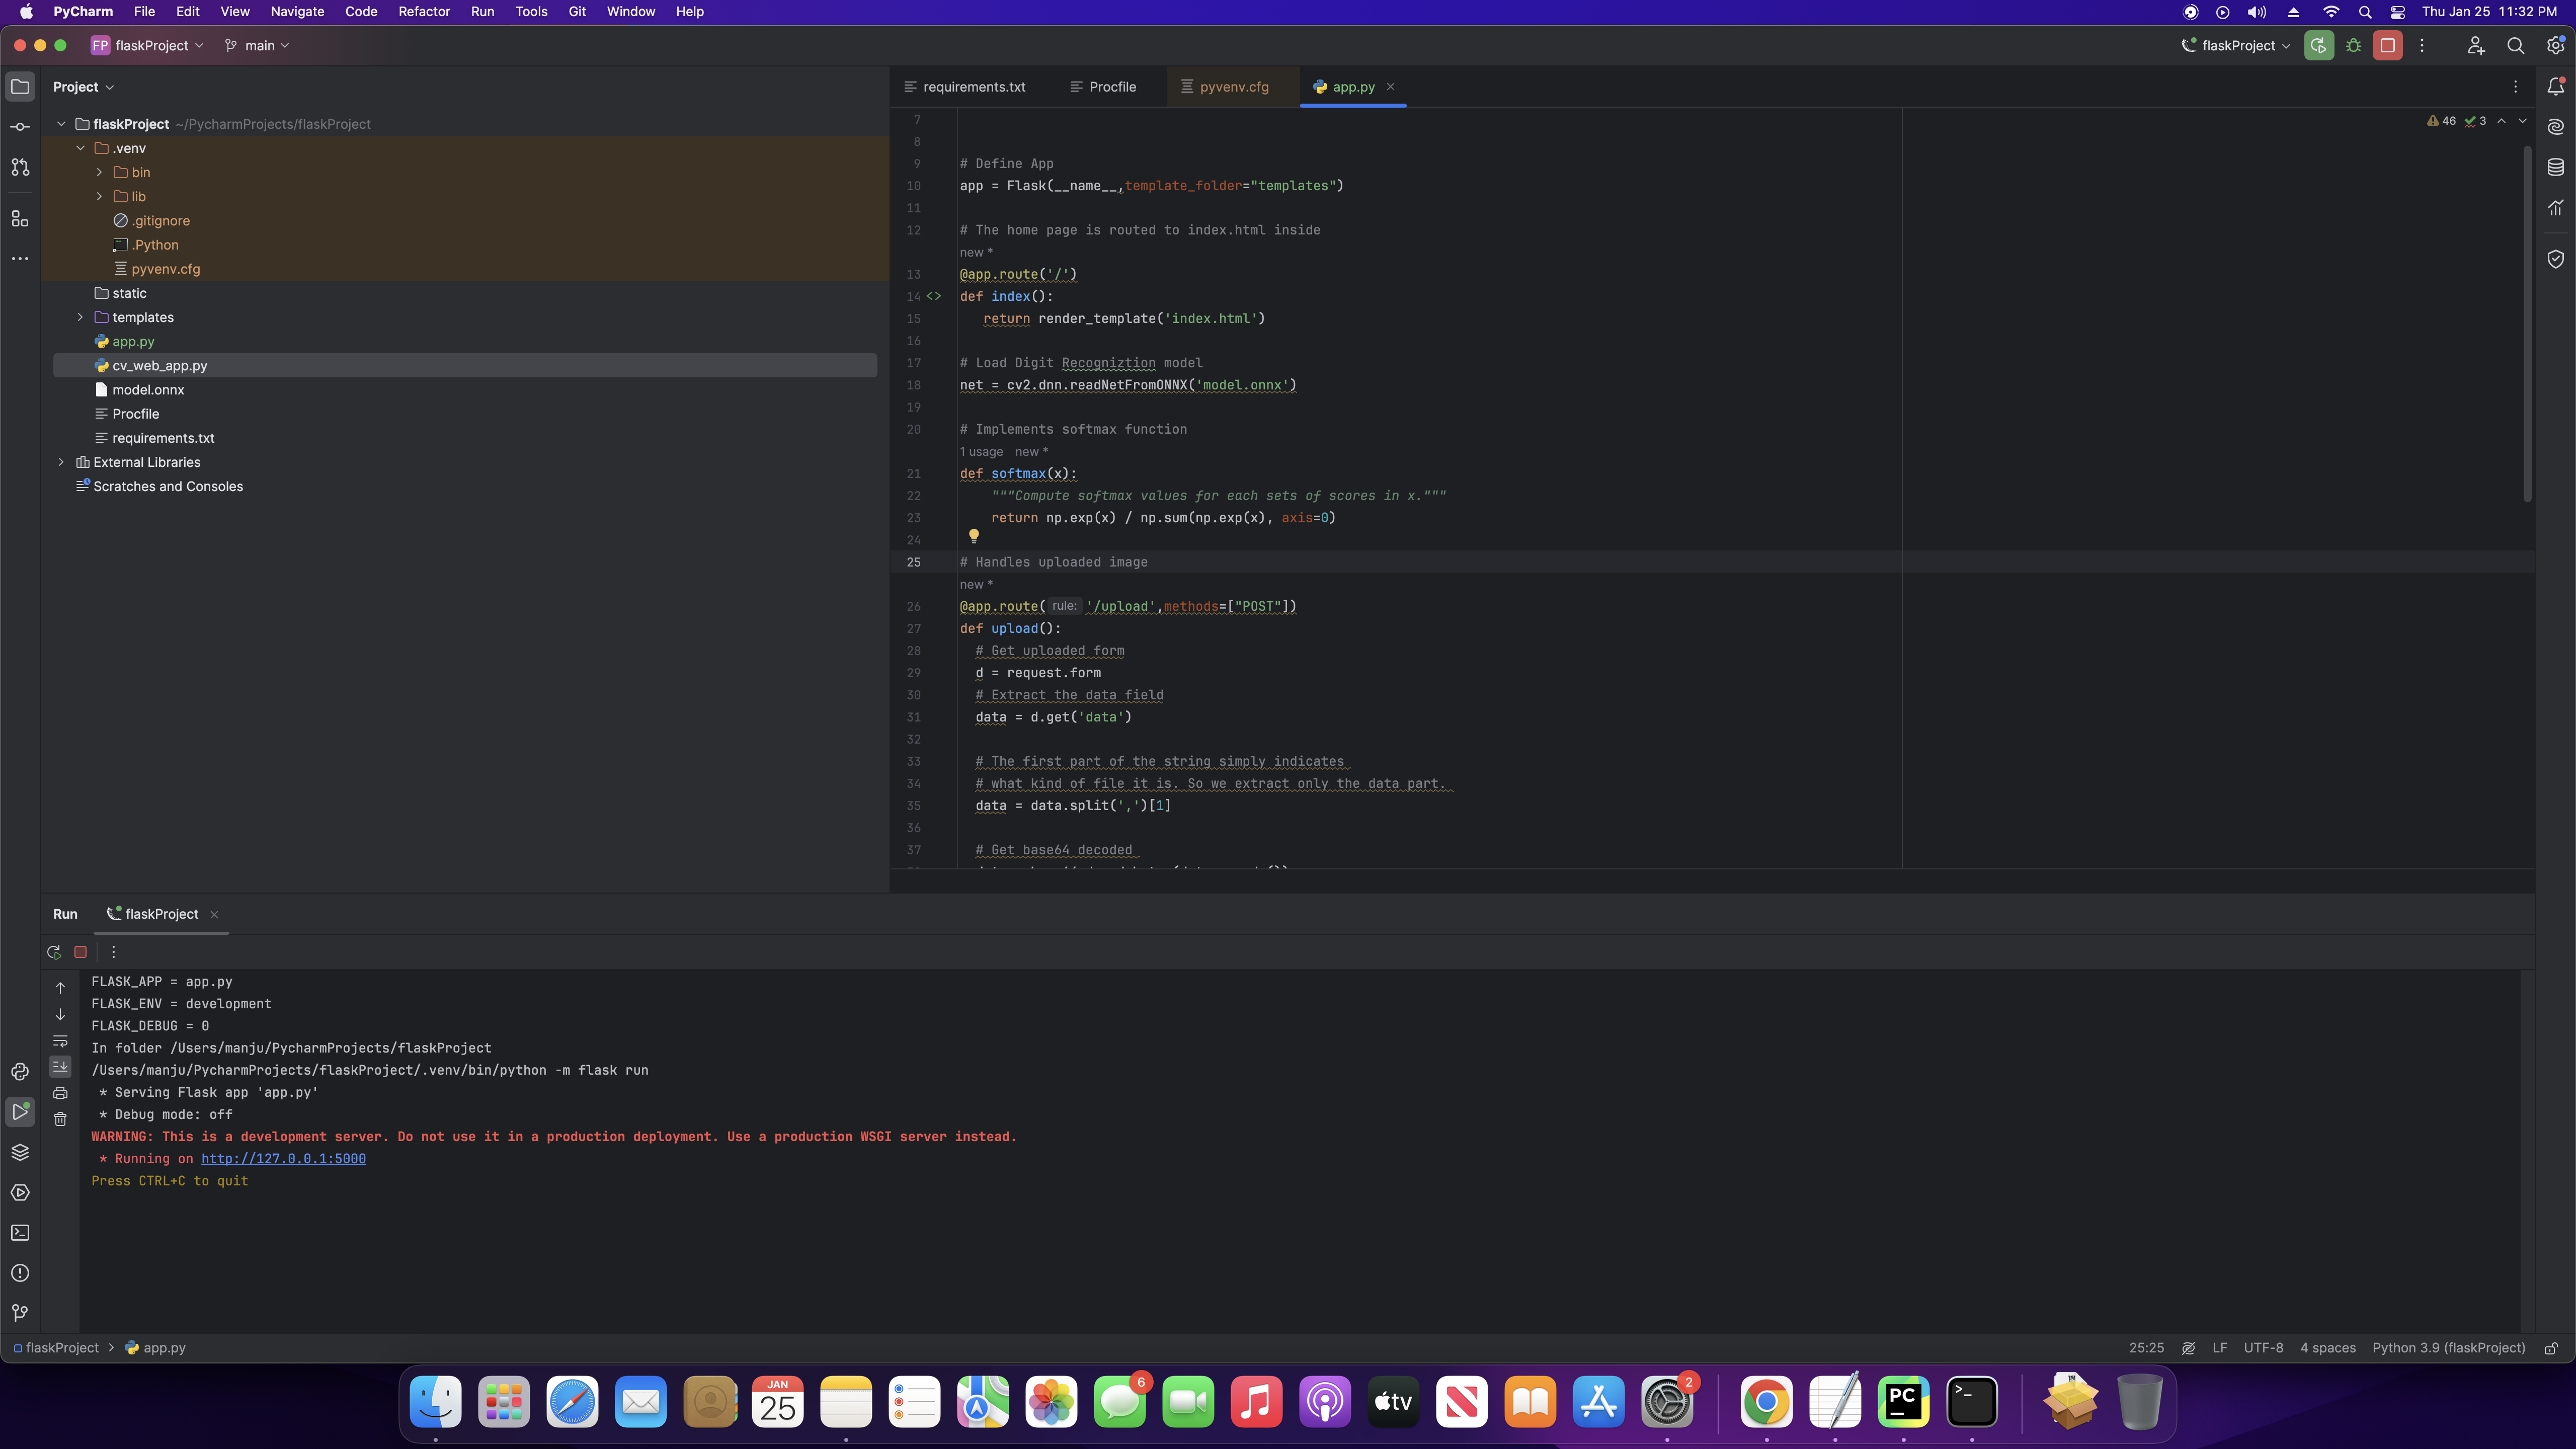 PyCharm File Edit View Navigate Code Refactor Run Tools Git Window Help Thu Jan 25 11:32 PM
FP flaskProject main flaskProject
Project
flaskProject ~/PycharmProjects/flaskProject
.venv
bin
lib
.gitignore
.Python
pyvenv.cfg
static
templates
app.py
cv_web_app.py
model.onnx
Procfile
requirements.txt
External Libraries
Scratches and Consoles
requirements.txt Procfile pyvenv.cfg app.py
46 3
7
8
9 # Define App
10 app = Flask(__name__,template_folder="templates")
11
12 # The home page is routed to index.html inside
new *
13 @app.route('/')
14 def index():
15 return render_template('index.html')
16
17 # Load Digit Recogniztion model
18 net = cv2.dnn.readNetFromONNX('model.onnx')
19
20 # Implements softmax function
1 usage new *
21 def softmax(x):
22 """Compute softmax values for each sets of scores in x."""
23 return np.exp(x) / np.sum(np.exp(x), axis=0)
24
25 # Handles uploaded image
new *
26 @app.route( rule: '/upload',methods=["POST"])
27 def upload():
28 # Get uploaded form
29 d = request.form
30 # Extract the data field
31 data = d.get('data')
32
33 # The first part of the string simply indicates
34 # what kind of file it is. So we extract only the data part.
35 data = data.split(',')[1]
36
37 # Get base64 decoded
Run flaskProject
FLASK_APP = app.py
FLASK_ENV = development
FLASK_DEBUG = 0
In folder /Users/manju/PycharmProjects/flaskProject
/Users/manju/PycharmProjects/flaskProject/.venv/bin/python -m flask run
* Serving Flask app 'app.py'
* Debug mode: off
WARNING: This is a development server. Do not use it in a production deployment. Use a production WSGI server instead.
* Running on http://127.0.0.1:5000
Press CTRL+C to quit
flaskProject > app.py 25:25 LF UTF-8 4 spaces Python 3.9 (flaskProject)
JAN
25
6
tv
2
PC